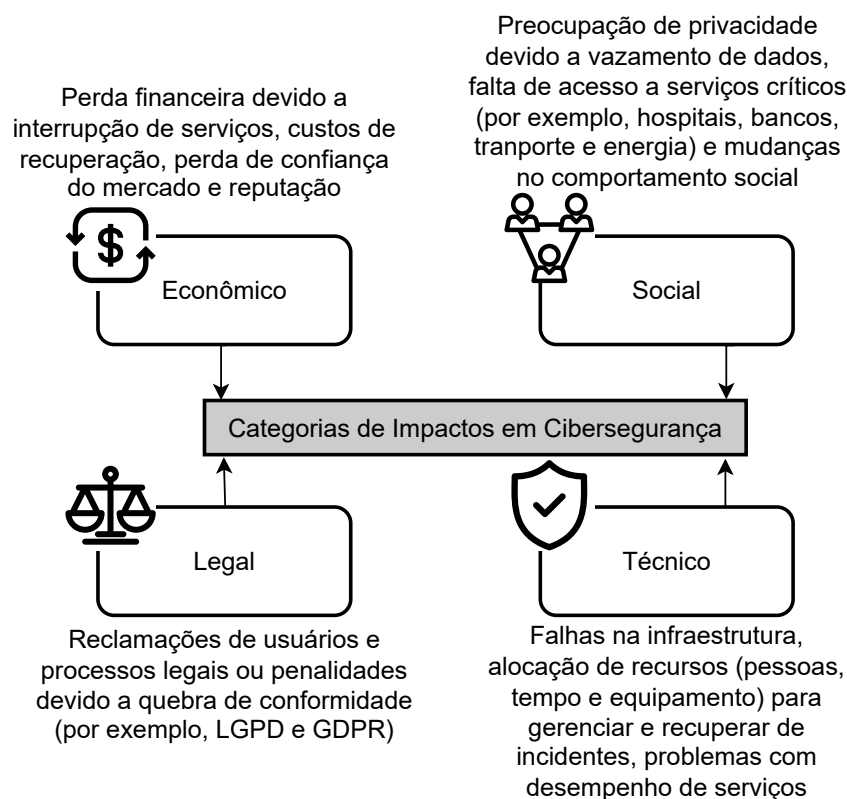 Perda financeira devido a
interrupção de serviços, custos de
recuperação, perda de confiança
do mercado e reputação
Econômico
Preocupação de privacidade
devido a vazamento de dados,
falta de acesso a serviços críticos
(por exemplo, hospitais, bancos,
tranporte e energia) e mudanças
no comportamento social
Social
Categorias de Impactos em Cibersegurança
Legal
Reclamações de usuários e
processos legais ou penalidades
devido a quebra de conformidade
(por exemplo, LGPD e GDPR)
Técnico
Falhas na infraestrutura,
alocação de recursos (pessoas,
tempo e equipamento) para
gerenciar e recuperar de
incidentes, problemas com
desempenho de serviços